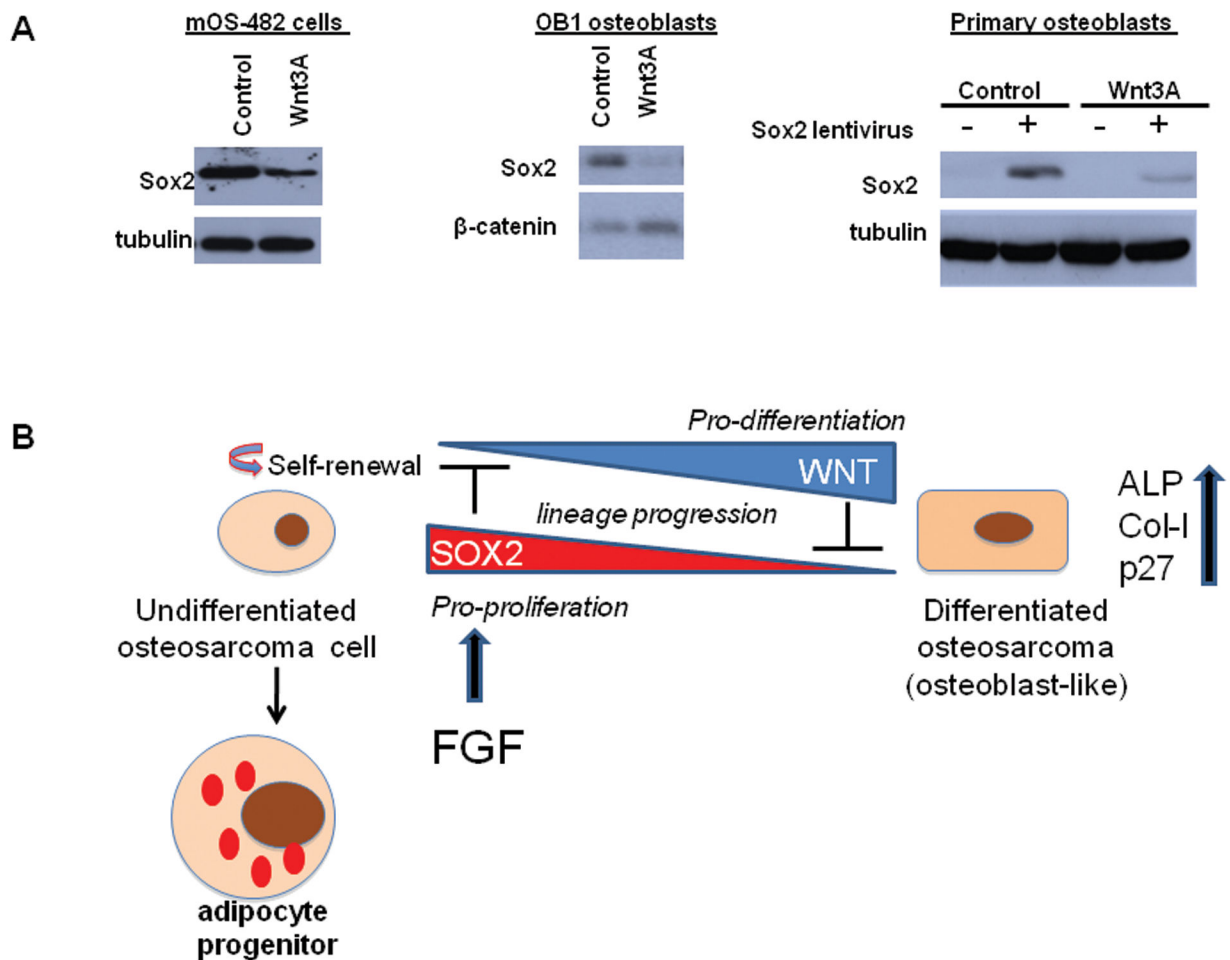 A
mOS-482 cells
Control
Wnt3A
Sox2
tubulin
OB1 osteoblasts
Control
Wnt3A
Sox2
β-catenin
Primary osteoblasts
Control Wnt3A
Sox2 lentivirus - + - +
Sox2
tubulin
B
Pro-differentiation
Self-renewal
WNT
lineage progression
SOX2
Pro-proliferation
FGF
Undifferentiated
osteosarcoma cell
adipocyte
progenitor
Differentiated
osteosarcoma
(osteoblast-like)
ALP
Col-I
p27